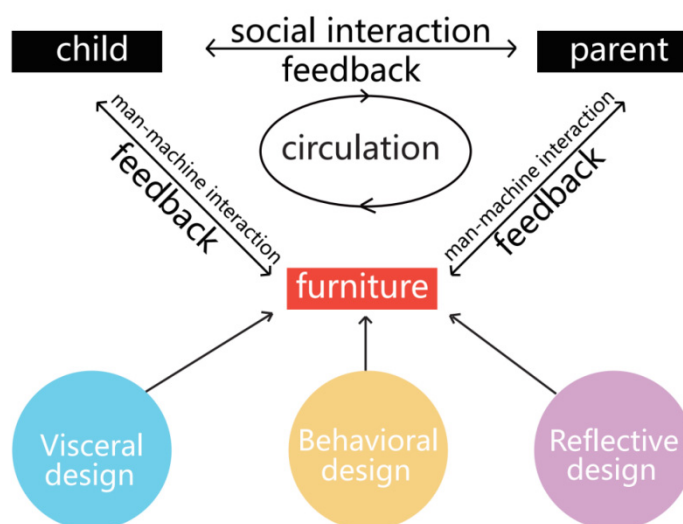 social interaction
child
parent
feedback
circulation
man-machine interaction
feedback
man-machine interaction
feedback
furniture
Visceral
design
Behavioral
design
Reflective
design